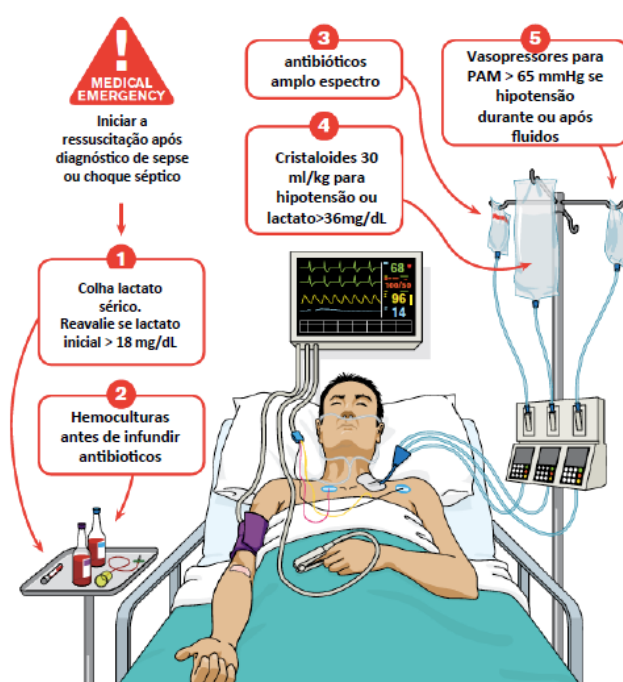 !
MEDICAL
EMERGENCY
Iniciar a
ressuscitação após
diagnóstico de sepse
ou choque séptico
1
Colha lactato
sérico.
Reavalie se lactato
inicial > 18 mg/dL
2
Hemoculturas
antes de infundir
antibioticos
3
antibióticos
amplo espectro
4
Cristaloides 30
ml/kg para
hipotensão ou
lactato>36mg/dL
5
Vasopressores para
PAM > 65 mmHg se
hipotensão
durante ou após
fluidos
68
100/50
96
14